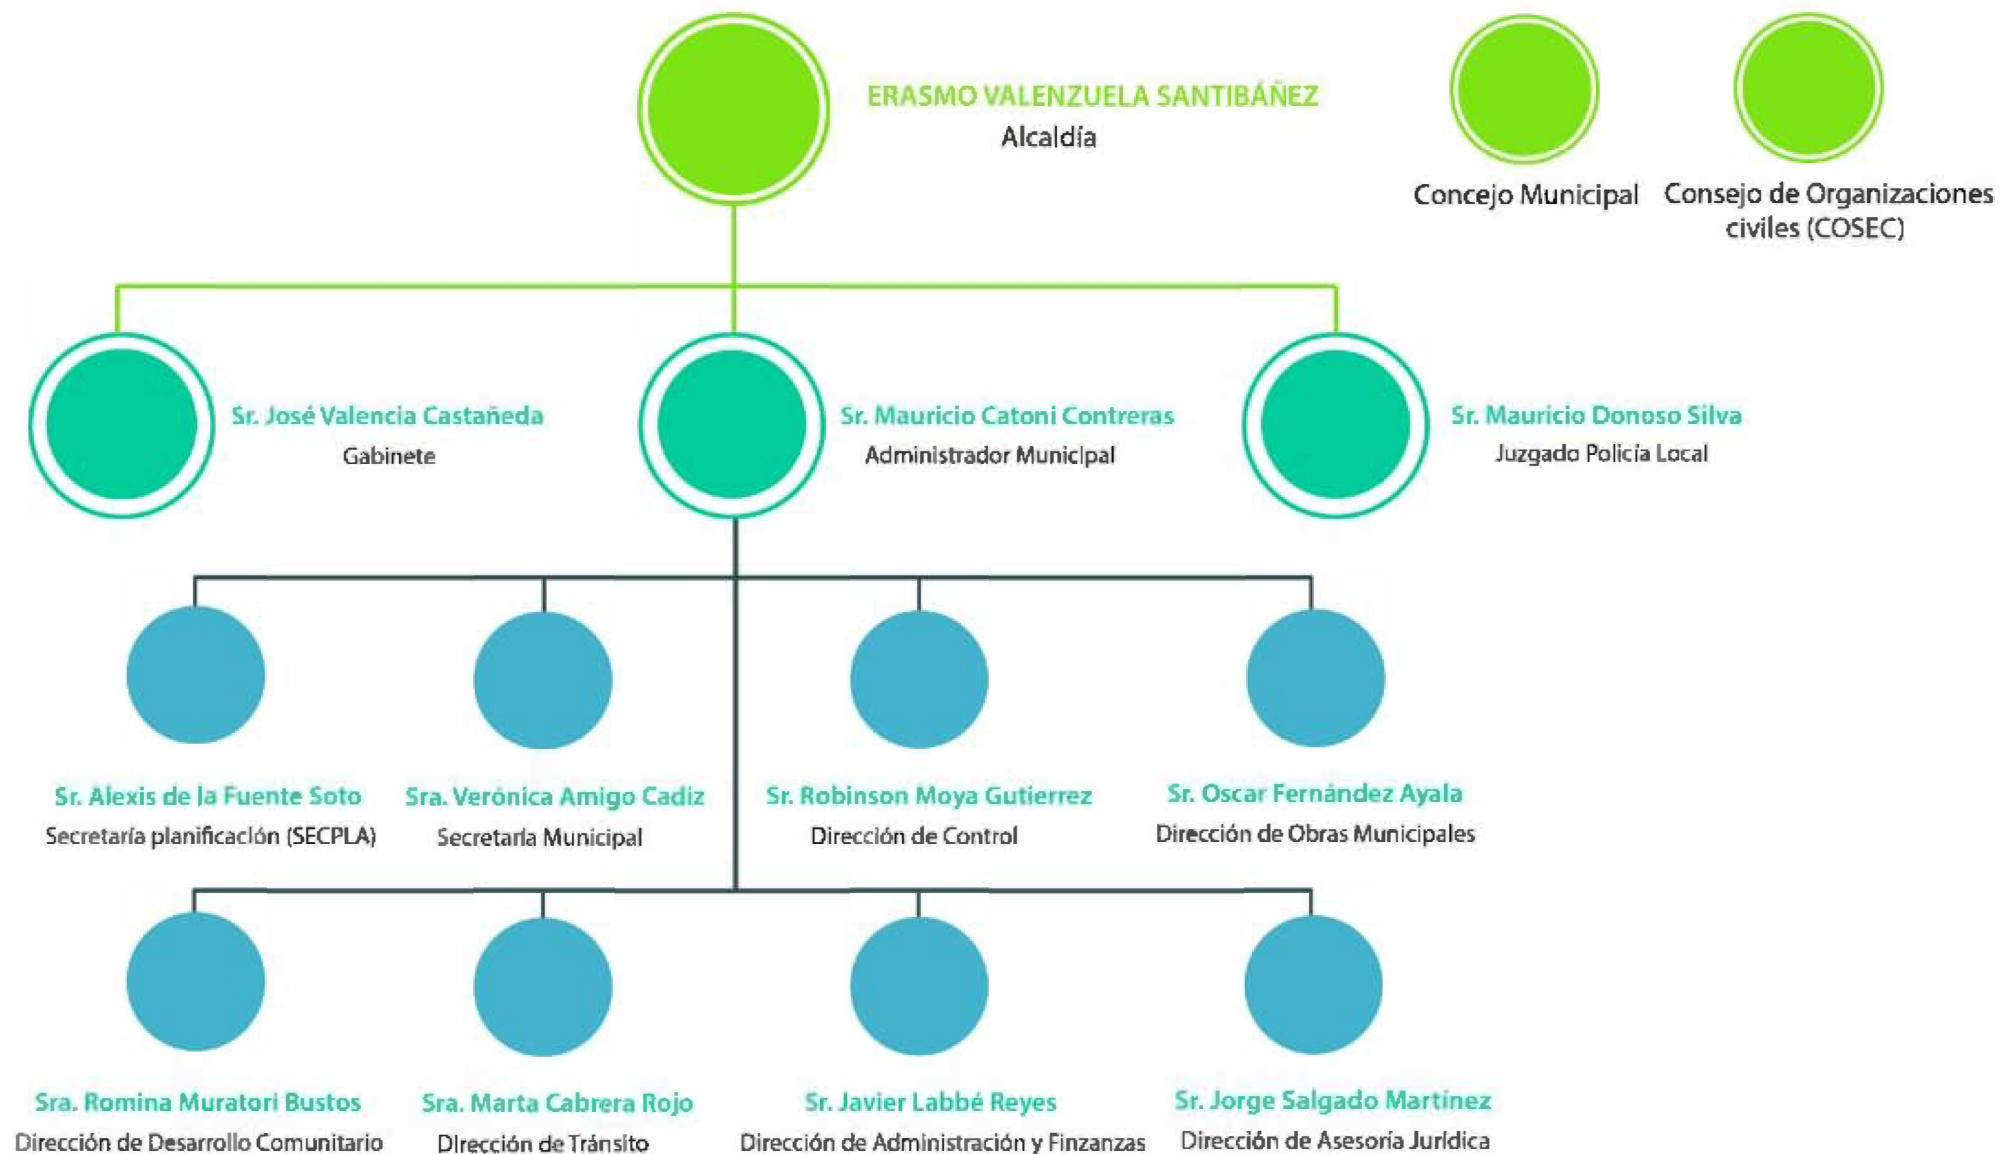 ERASMO VALENZUELA SANTIBÁÑEZ
Alcaldía
Concejo Municipal
Consejo de Organizaciones
civiles (COSEC)
Sr. José Valencia Castañeda
Gabinete
Sr. Mauricio Catoni Contreras
Administrador Municipal
Sr. Mauricio Donoso Silva
Juzgado Policía Local
Sr. Alexis de la Fuente Soto
Secretaría planificación (SECPLA)
Sra. Verónica Amigo Cadiz
Secretaría Municipal
Sr. Robinson Moya Gutierrez
Dirección de Control
Sr. Oscar Fernández Ayala
Dirección de Obras Municipales
Sra. Romina Muratori Bustos
Dirección de Desarrollo Comunitario
Sra. Marta Cabrera Rojo
Dirección de Tránsito
Sr. Javier Labbé Reyes
Dirección de Administración y Finzanzas
Sr. Jorge Salgado Martínez
Dirección de Asesoría Jurídica